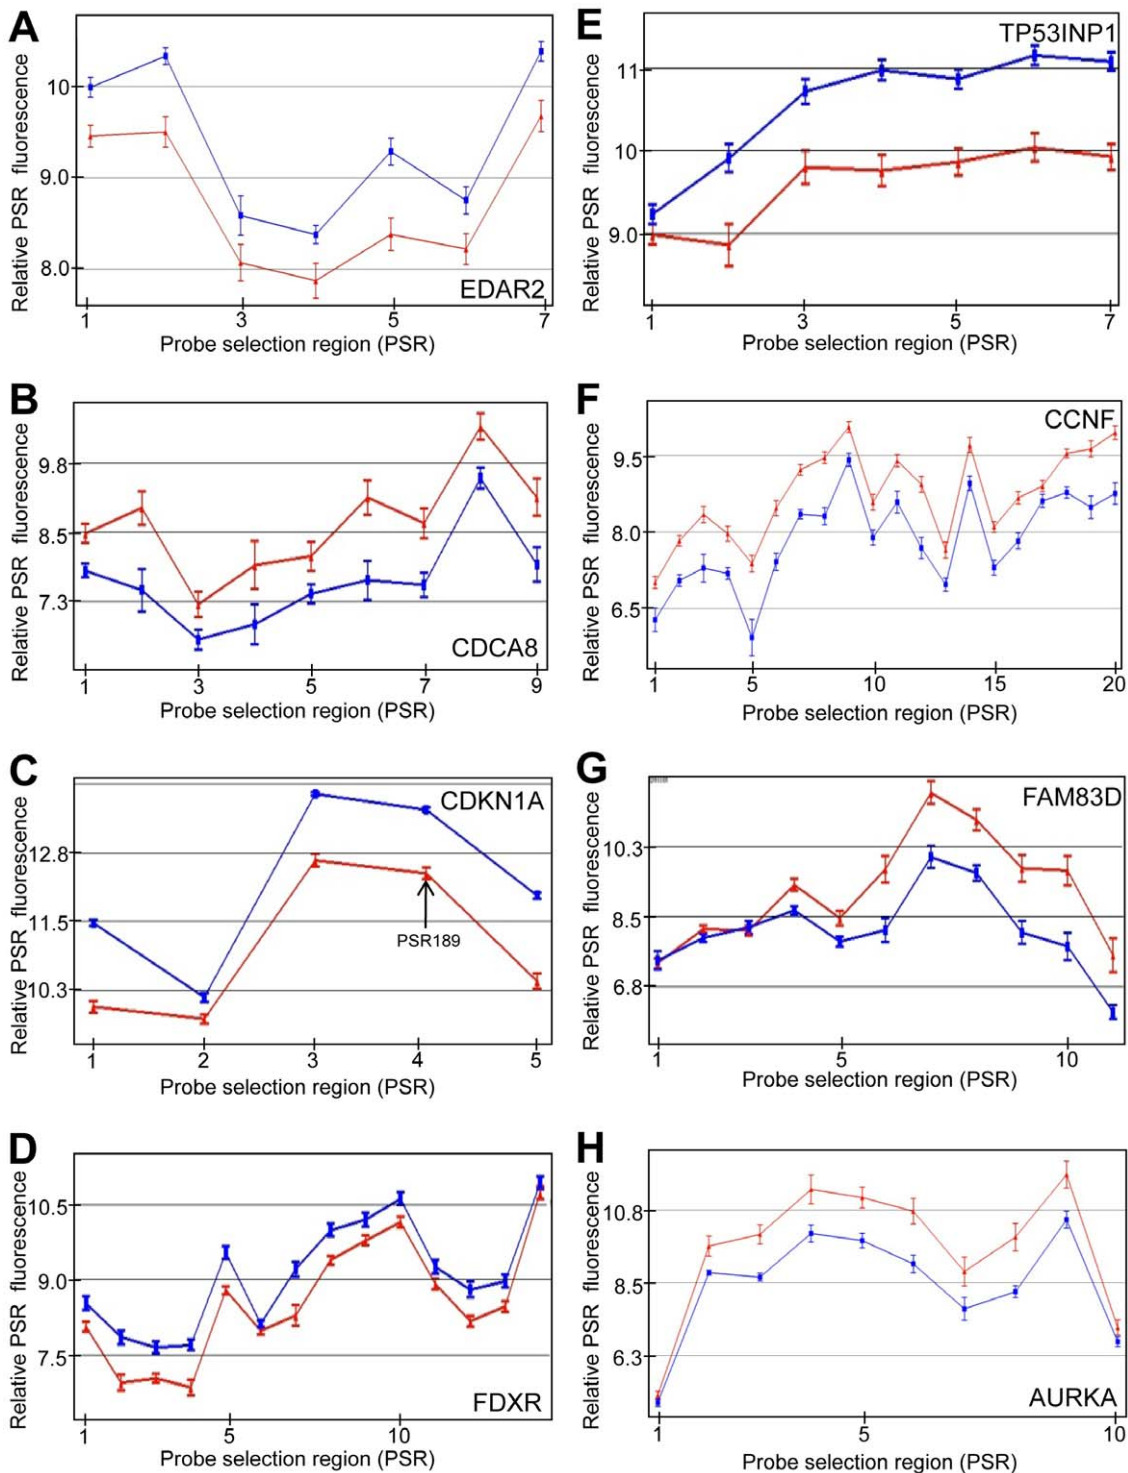 A
Relative PSR fluorescence
10
9.0
8.0
EDAR2
1 3 5 7
Probe selection region (PSR)
B
Relative PSR fluorescence
9.8
8.5
7.3
CDCA8
1 3 5 7 9
Probe selection region (PSR)
C
Relative PSR fluorescence
CDKN1A
12.8
11.5
PSR189
10.3
1 2 3 4 5
Probe selection region (PSR)
D
Relative PSR fluorescence
10.5
9.0
7.5
FDXR
1 5 10
Probe selection region (PSR)
E
Relative PSR fluorescence
TP53INP1
11
10
9.0
1 3 5 7
Probe selection region (PSR)
F
Relative PSR fluorescence
CCNF
9.5
8.0
6.5
1 5 10 15 20
Probe selection region (PSR)
G
Relative PSR fluorescence
FAM83D
10.3
8.5
6.8
1 5 10
Probe selection region (PSR)
H
Relative PSR fluorescence
10.8
8.5
6.3
AURKA
1 5 10
Probe selection region (PSR)